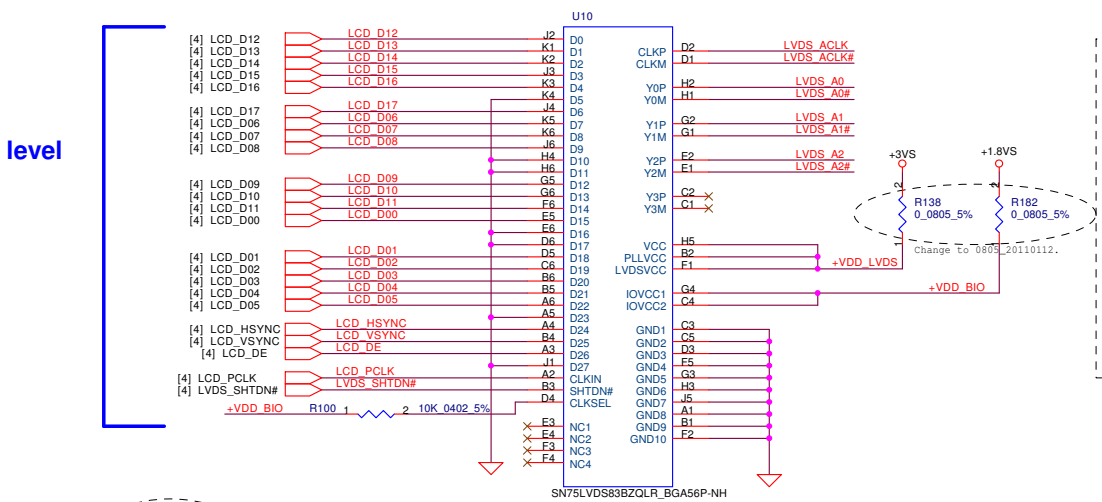 U10
level
[4] LCD_D12 LCD_D12 J2 D0
[4] LCD_D13 LCD_D13 K1 D1 CLKP D2 LVDS_ACLK
[4] LCD_D14 LCD_D14 K2 D2 CLKM D1 LVDS_ACLK#
[4] LCD_D15 LCD_D15 J3 D3
[4] LCD_D16 LCD_D16 K3 D4 Y0P H2 LVDS_A0
K4 D5 Y0M H1 LVDS_A0#
[4] LCD_D17 LCD_D17 J4 D6
[4] LCD_D06 LCD_D06 K5 D7 Y1P G2 LVDS_A1
[4] LCD_D07 LCD_D07 K6 D8 Y1M G1 LVDS_A1#
[4] LCD_D08 LCD_D08 J6 D9
H4 D10 Y2P E2 LVDS_A2
H6 D11 Y2M E1 LVDS_A2#
[4] LCD_D09 LCD_D09 G5 D12
[4] LCD_D10 LCD_D10 G6 D13 Y3P C2
[4] LCD_D11 LCD_D11 F6 D14 Y3M C1
[4] LCD_D00 LCD_D00 E5 D15
E6 D16
D6 D17 VCC H5
[4] LCD_D01 LCD_D01 D5 D18 PLLVCC B2
[4] LCD_D02 LCD_D02 C6 D19 LVDSVCC F1 +VDD_LVDS
[4] LCD_D03 LCD_D03 B6 D20
[4] LCD_D04 LCD_D04 B5 D21 IOVCC1 G4 +VDD_BIO
[4] LCD_D05 LCD_D05 A6 D22 IOVCC2 C4
A5 D23
[4] LCD_HSYNC LCD_HSYNC A4 D24 GND1 C3
[4] LCD_VSYNC LCD_VSYNC B4 D25 GND2 C5
[4] LCD_DE LCD_DE A3 D26 GND3 D3
J1 D27 GND4 E5
[4] LCD_PCLK LCD_PCLK A2 CLKIN GND5 G3
[4] LVDS_SHTDN# LVDS_SHTDN# B3 SHTDN# GND6 H3
+VDD_BIO R100 1 2 10K_0402_5% D4 CLKSEL GND7 J5
GND8 A1
E3 NC1 GND9 B1
E4 NC2 GND10 F2
F3 NC3
F4 NC4
SN75LVDS83BZQLR_BGA56P-NH
+3VS +1.8VS
2 2
R138 R182
0_0805_5% 0_0805_5%
1 1
Change to 0805_20110112.